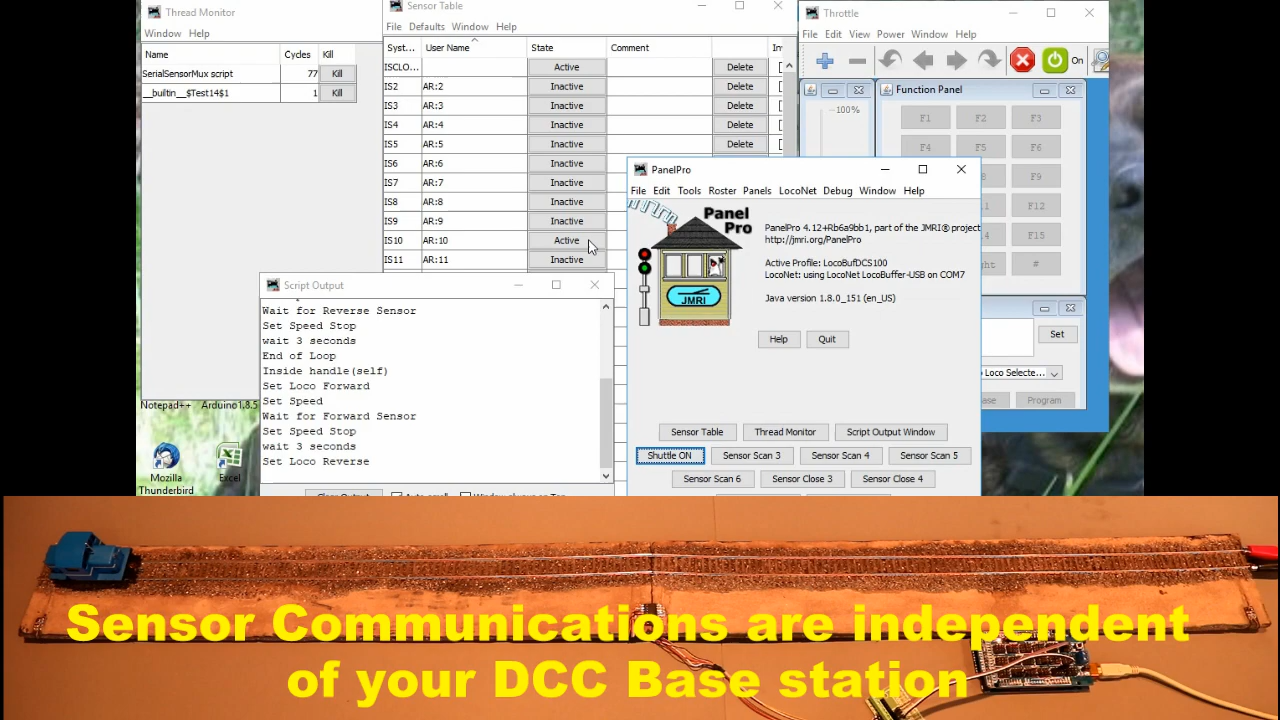 Thread Monitor
Window Help
Name Cycles Kill
SerialSensorMux script 77 Kill
__builtin__$Test14$1 1 Kill
Sensor Table
File Defaults Window Help
Syst... User Name State Comment
ISCLO... Active Delete
IS2 AR:2 Inactive Delete
IS3 AR:3 Inactive Delete
IS4 AR:4 Inactive Delete
IS5 AR:5 Inactive Delete
IS6 AR:6 Inactive
IS7 AR:7 Inactive
IS8 AR:8 Inactive
IS9 AR:9 Inactive
IS10 AR:10 Active
IS11 AR:11 Inactive
Throttle
File Edit View Power Window Help
On
100%
Function Panel
F1 F2 F3
F4 F5 F6
F9
F12
F15
#
Set
Loco Selecte...
Program
PanelPro
File Edit Tools Roster Panels LocoNet Debug Window Help
Panel
Pro
JMRI
PanelPro 4.12+Rb6a9bb1, part of the JMRI® project
http://jmri.org/PanelPro
Active Profile: LocoBufDCS100
LocoNet: using LocoNet LocoBuffer-USB on COM7
Java version 1.8.0_151 (en_US)
Help Quit
Sensor Table Thread Monitor Script Output Window
Shuttle ON Sensor Scan 3 Sensor Scan 4 Sensor Scan 5
Sensor Scan 6 Sensor Close 3 Sensor Close 4
Script Output
Wait for Reverse Sensor
Set Speed Stop
wait 3 seconds
End of Loop
Inside handle(self)
Set Loco Forward
Set Speed
Wait for Forward Sensor
Set Speed Stop
wait 3 seconds
Set Loco Reverse
Notepad++ Arduino1.8.5
Mozilla
Thunderbird
Excel
Sensor Communications are independent
of your DCC Base station